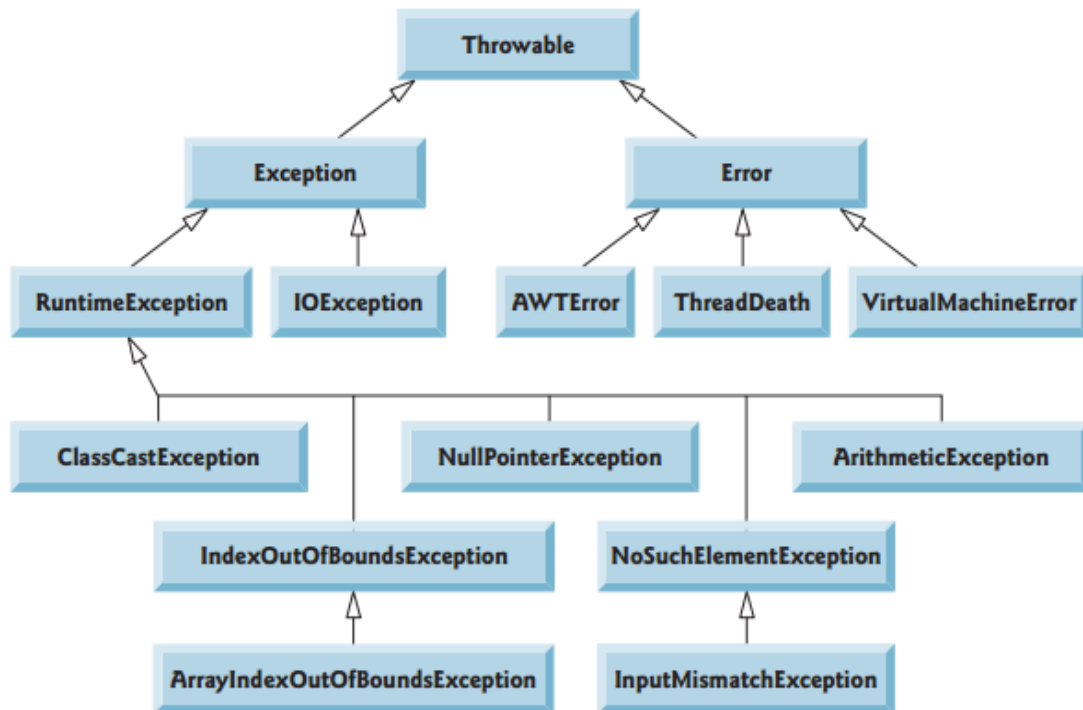 Throwable
Exception
Error
RuntimeException
IOException
AWTError
ThreadDeath
VirtualMachineError
ClassCastException
NullPointerException
ArithmeticException
IndexOutOfBoundsException
NoSuchElementException
ArrayIndexOutOfBoundsException
InputMismatchException